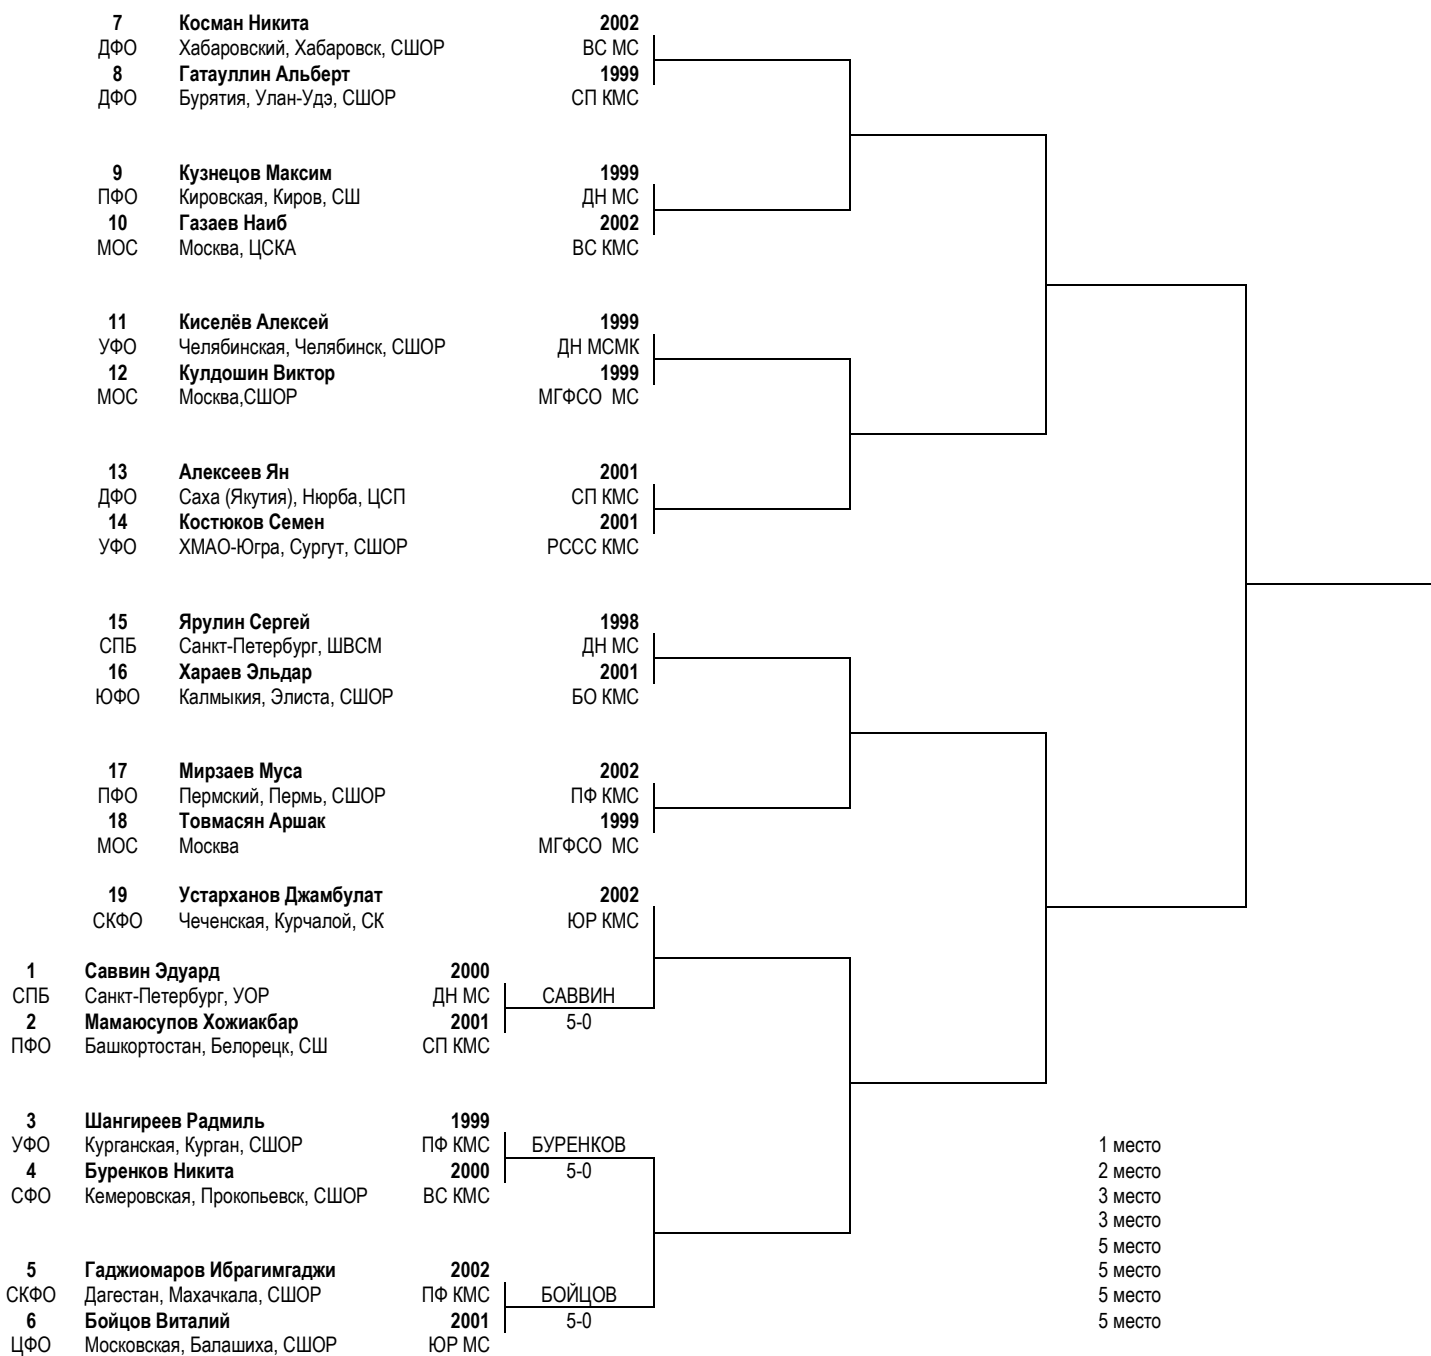 7 Косман Никита 2002
ДФО Хабаровский, Хабаровск, СШОР ВС МС
8 Гатауллин Альберт 1999
ДФО Бурятия, Улан-Удэ, СШОР СП КМС
9 Кузнецов Максим 1999
ПФО Кировская, Киров, СШ ДН МС
10 Газаев Наиб 2002
МОС Москва, ЦСКА ВС КМС
11 Киселёв Алексей 1999
УФО Челябинская, Челябинск, СШОР ДН МСМК
12 Кулдошин Виктор 1999
МОС Москва,СШОР МГФСО МС
13 Алексеев Ян 2001
ДФО Саха (Якутия), Нюрба, ЦСП СП КМС
14 Костюков Семен 2001
УФО ХМАО-Югра, Сургут, СШОР РССС КМС
15 Ярулин Сергей 1998
СПБ Санкт-Петербург, ШВСМ ДН МС
16 Хараев Эльдар 2001
ЮФО Калмыкия, Элиста, СШОР БО КМС
17 Мирзаев Муса 2002
ПФО Пермский, Пермь, СШОР ПФ КМС
18 Товмасян Аршак 1999
МОС Москва МГФСО МС
19 Устарханов Джамбулат 2002
СКФО Чеченская, Курчалой, СК ЮР КМС
1 Саввин Эдуард 2000
СПБ Санкт-Петербург, УОР ДН МС САВВИН
2 Мамаюсупов Хожиакбар 2001 5-0
ПФО Башкортостан, Белорецк, СШ СП КМС
3 Шангиреев Радмиль 1999
УФО Курганская, Курган, СШОР ПФ КМС БУРЕНКОВ 1 место
4 Буренков Никита 2000 5-0 2 место
СФО Кемеровская, Прокопьевск, СШОР ВС КМС 3 место
3 место
5 место
5 Гаджиомаров Ибрагимгаджи 2002 5 место
СКФО Дагестан, Махачкала, СШОР ПФ КМС БОЙЦОВ 5 место
6 Бойцов Виталий 2001 5-0 5 место
ЦФО Московская, Балашиха, СШОР ЮР МС